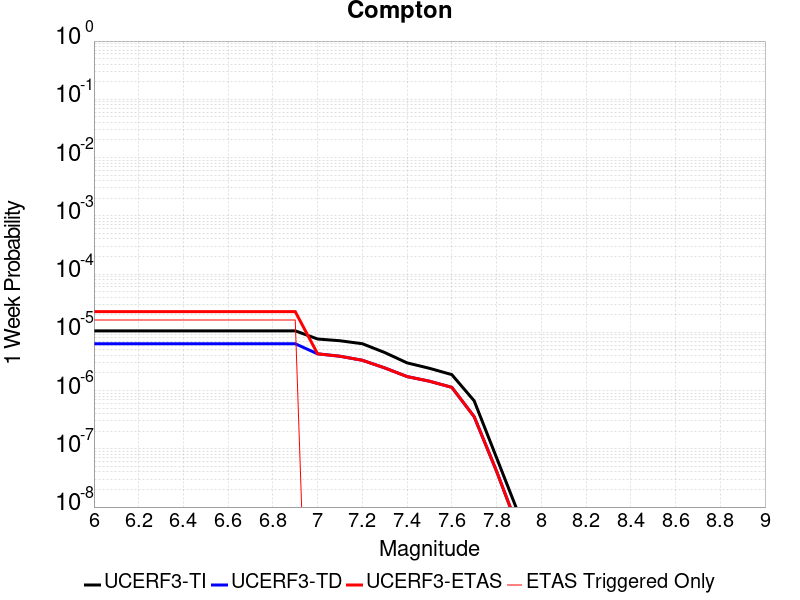 Compton
10 0
10 -1
10 -2
10 -3
10 -4
10 -5
10 -6
10 -7
10 -8
1 Week Probability
6 6.2 6.4 6.6 6.8 7 7.2 7.4 7.6 7.8 8 8.2 8.4 8.6 8.8 9
Magnitude
UCERF3-TI UCERF3-TD UCERF3-ETAS ETAS Triggered Only